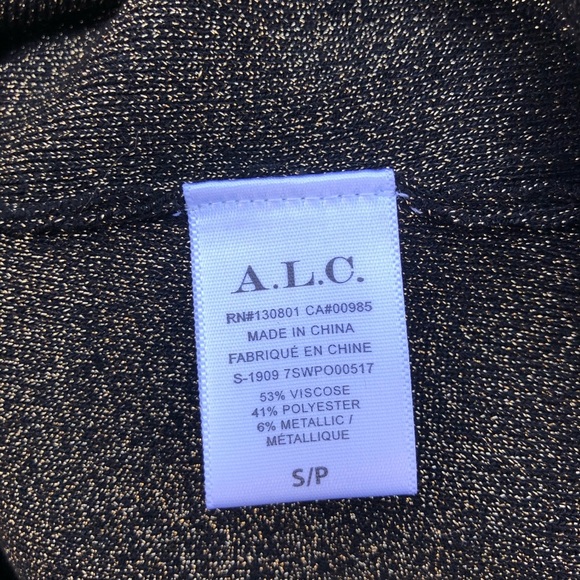 A.L.C.
RN#130801 CA#00985
MADE IN CHINA
FABRIQUÉ EN CHINE
S-1909 7SWPO00517
53% VISCOSE
41% POLYESTER
6% METALLIC /
MÉTALLIQUE
S/P